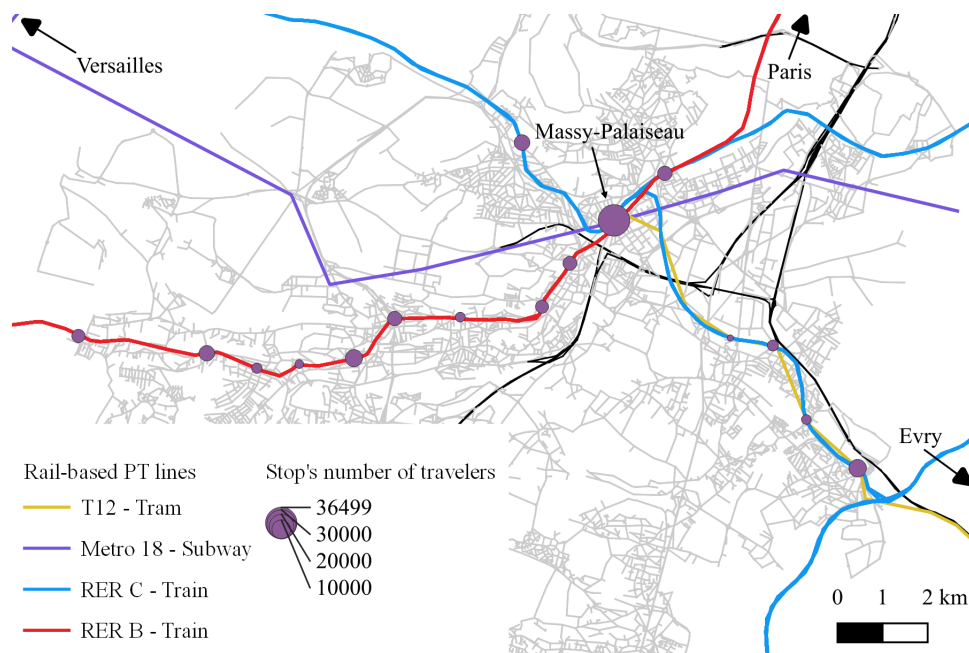 Versailles
Paris
Massy-Palaiseau
Evry
Rail-based PT lines
T12 - Tram
Metro 18 - Subway
RER C - Train
RER B - Train
Stop's number of travelers
36499
30000
20000
10000
0 1 2 km